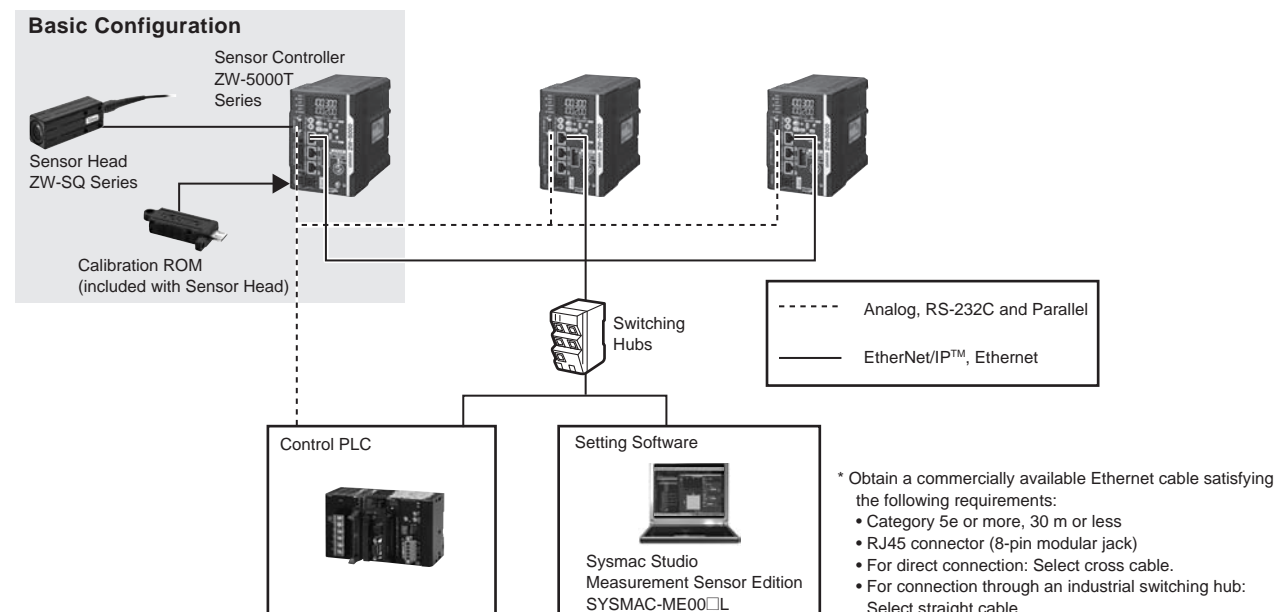 Basic Configuration
Sensor Controller
ZW-5000T
Series
Sensor Head
ZW-SQ Series
Calibration ROM
(included with Sensor Head)
Switching
Hubs
Analog, RS-232C and Parallel
EtherNet/IP™, Ethernet
Control PLC
Setting Software
Sysmac Studio
Measurement Sensor Edition
SYSMAC-ME00□L
* Obtain a commercially available Ethernet cable satisfying
the following requirements:
• Category 5e or more, 30 m or less
• RJ45 connector (8-pin modular jack)
• For direct connection: Select cross cable.
• For connection through an industrial switching hub:
Select straight cable.